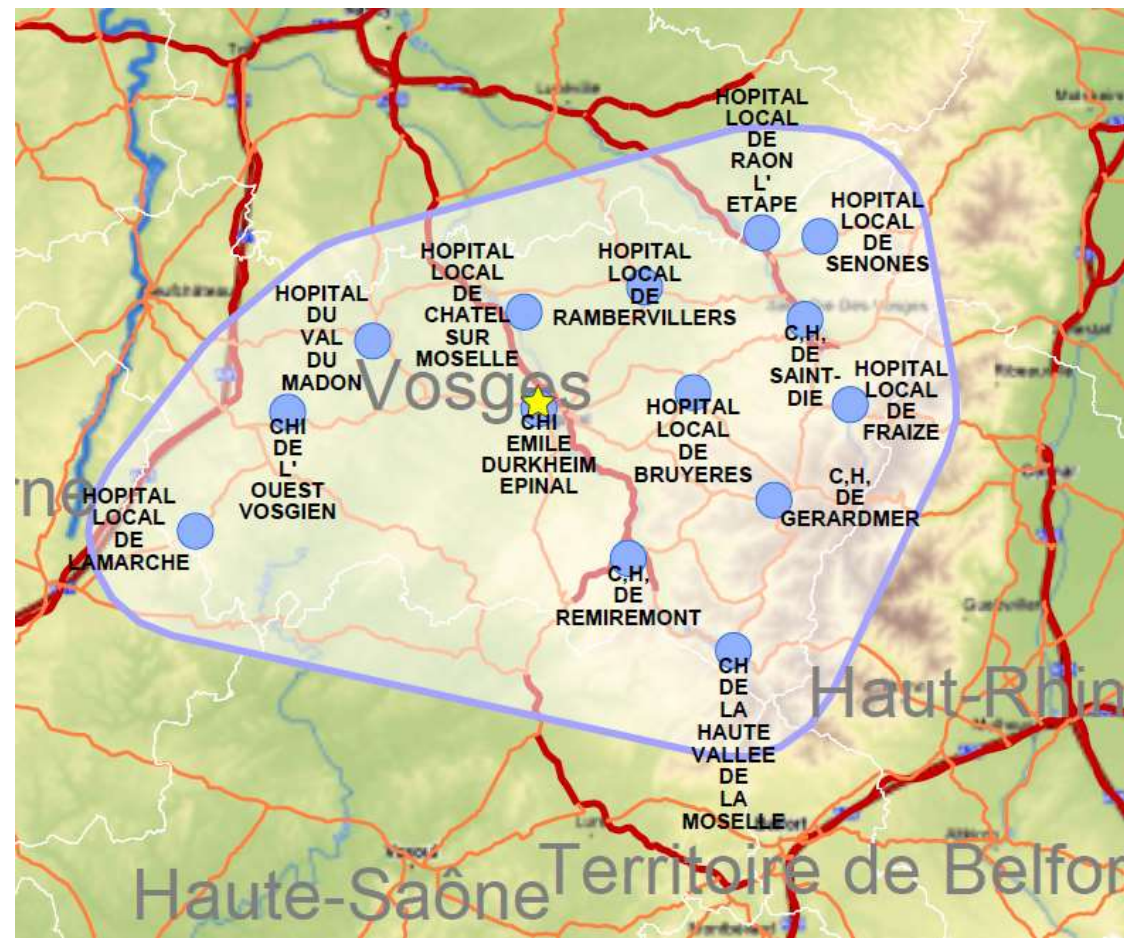 HOPITAL
LOCAL
DE
RAON
L'
ETAPE
HOPITAL
LOCAL
DE
SENONES
HOPITAL
LOCAL
DE
RAMBERVILLERS
HOPITAL
LOCAL
DE
CHATEL
SUR
MOSELLE
HOPITAL
DU
VAL
DU
MADON
Vosges
C,H,
DE
SAINT-
DIE
HOPITAL
LOCAL
DE
FRAIZE
HOPITAL
LOCAL
DE
BRUYERES
CHI
EMILE
DURKHEIM
EPINAL
CHI
DE
L'
OUEST
VOSGIEN
HOPITAL
LOCAL
DE
LAMARCHE
C,H,
DE
GERARDMER
C,H,
DE
REMIREMONT
CH
DE
LA
HAUTE
VALLEE
DE
LA
MOSELLE
Haut-Rhin
Territoire de Belfor
Haute-Saône